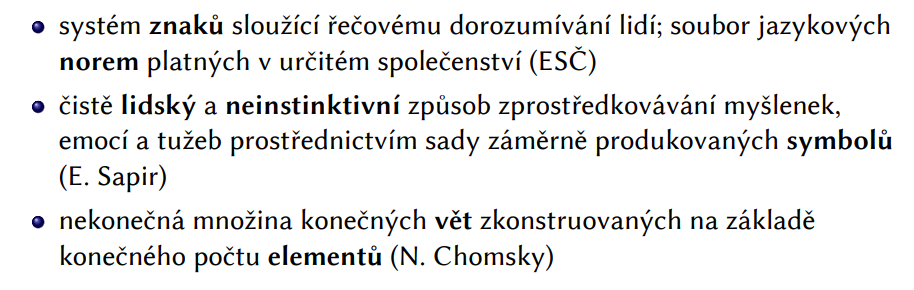 systém znaků sloužící řečovému dorozumívání lidí; soubor jazykových
norem platných v určitém společenství (ESČ)
čistě lidský a neinstinktivní způsob zprostředkovávání myšlenek,
emocí a tužeb prostřednictvím sady záměrně produkovaných symbolů
(E. Sapir)
nekonečná množina konečných vět zkonstruovaných na základě
konečného počtu elementů (N. Chomsky)